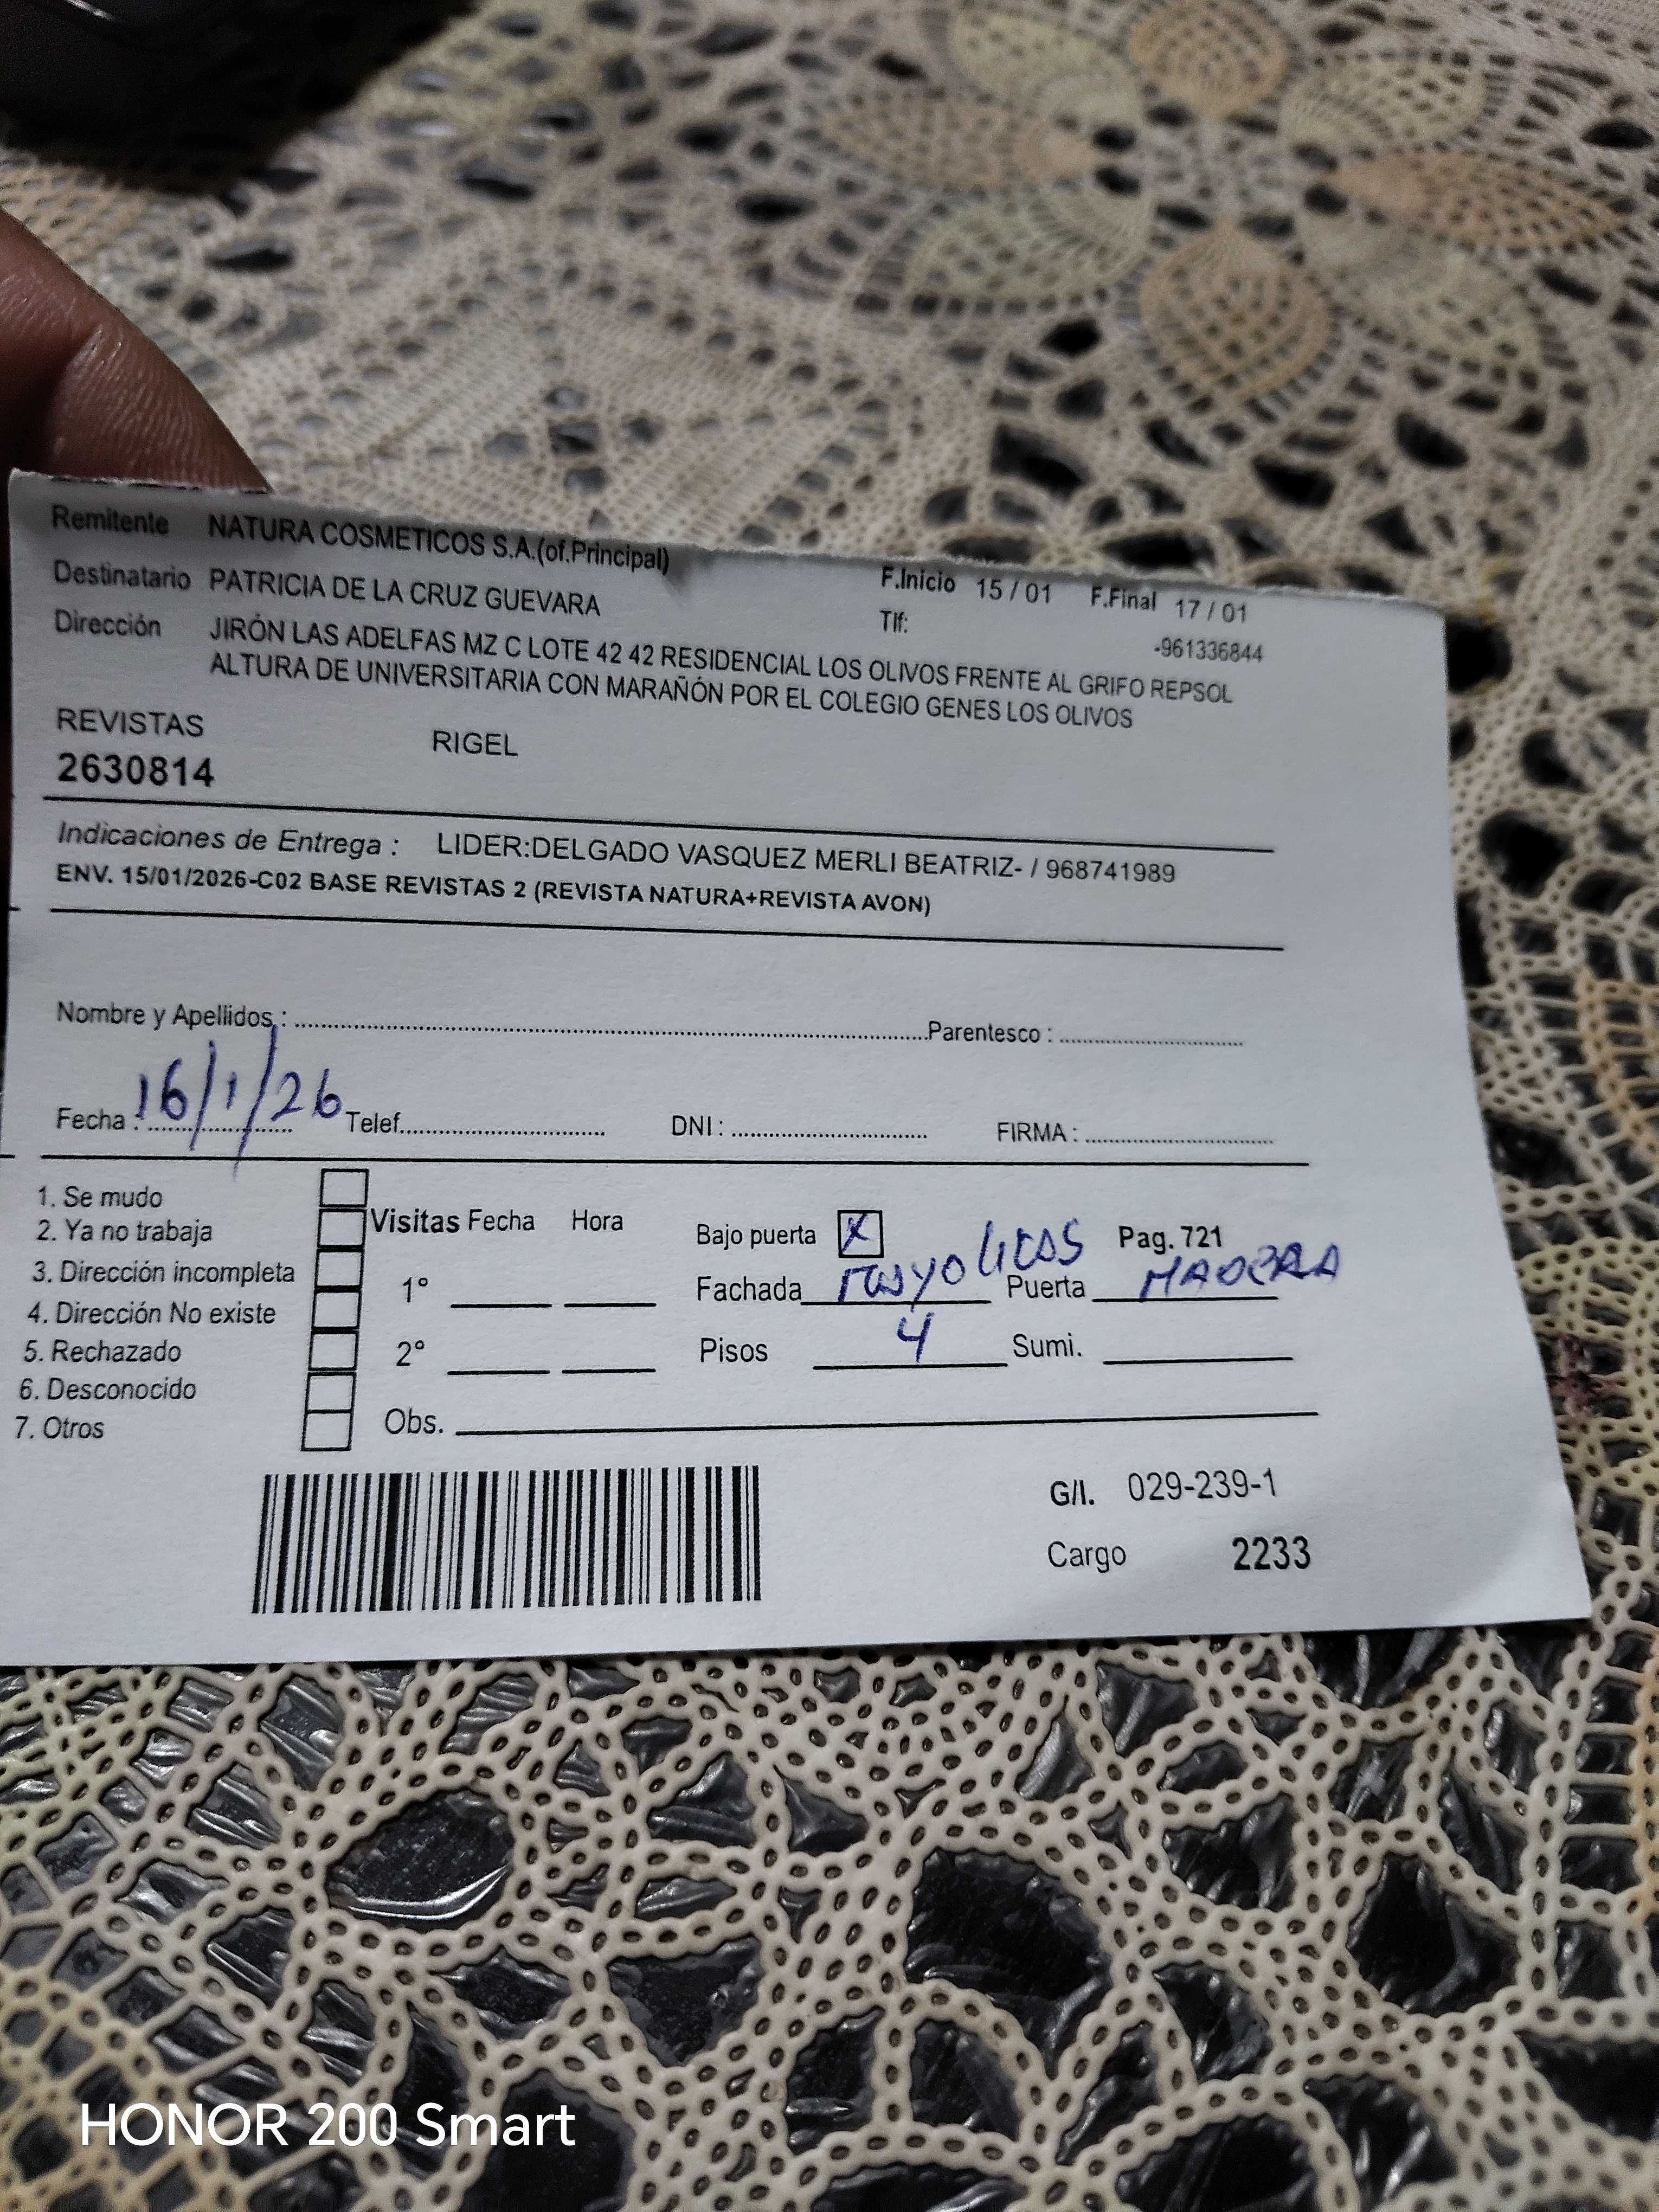 Remitente NATURA COSMETICOS S.A.(of.Principal)
F.Inicio 15 / 01 F.Final 17 / 01
Destinatario PATRICIA DE LA CRUZ GUEVARA
Tlf: -961336844
Dirección JIRÓN LAS ADELFAS MZ C LOTE 42 42 RESIDENCIAL LOS OLIVOS FRENTE AL GRIFO REPSOL
ALTURA DE UNIVERSITARIA CON MARAÑÓN POR EL COLEGIO GENES LOS OLIVOS
REVISTAS RIGEL
2630814
Indicaciones de Entrega : LIDER:DELGADO VASQUEZ MERLI BEATRIZ- / 968741989
ENV. 15/01/2026-C02 BASE REVISTAS 2 (REVISTA NATURA+REVISTA AVON)
Nombre y Apellidos : Parentesco :
Fecha : 16/1/26 Telef. DNI : FIRMA :
1. Se mudo
2. Ya no trabaja
3. Dirección incompleta
4. Dirección No existe
5. Rechazado
6. Desconocido
7. Otros
Visitas Fecha Hora
1°
2°
Obs.
Bajo puerta X Pag. 721
Fachada Puerta MADERA
Pisos 4 Sumi.
G/I. 029-239-1
Cargo 2233
HONOR 200 Smart